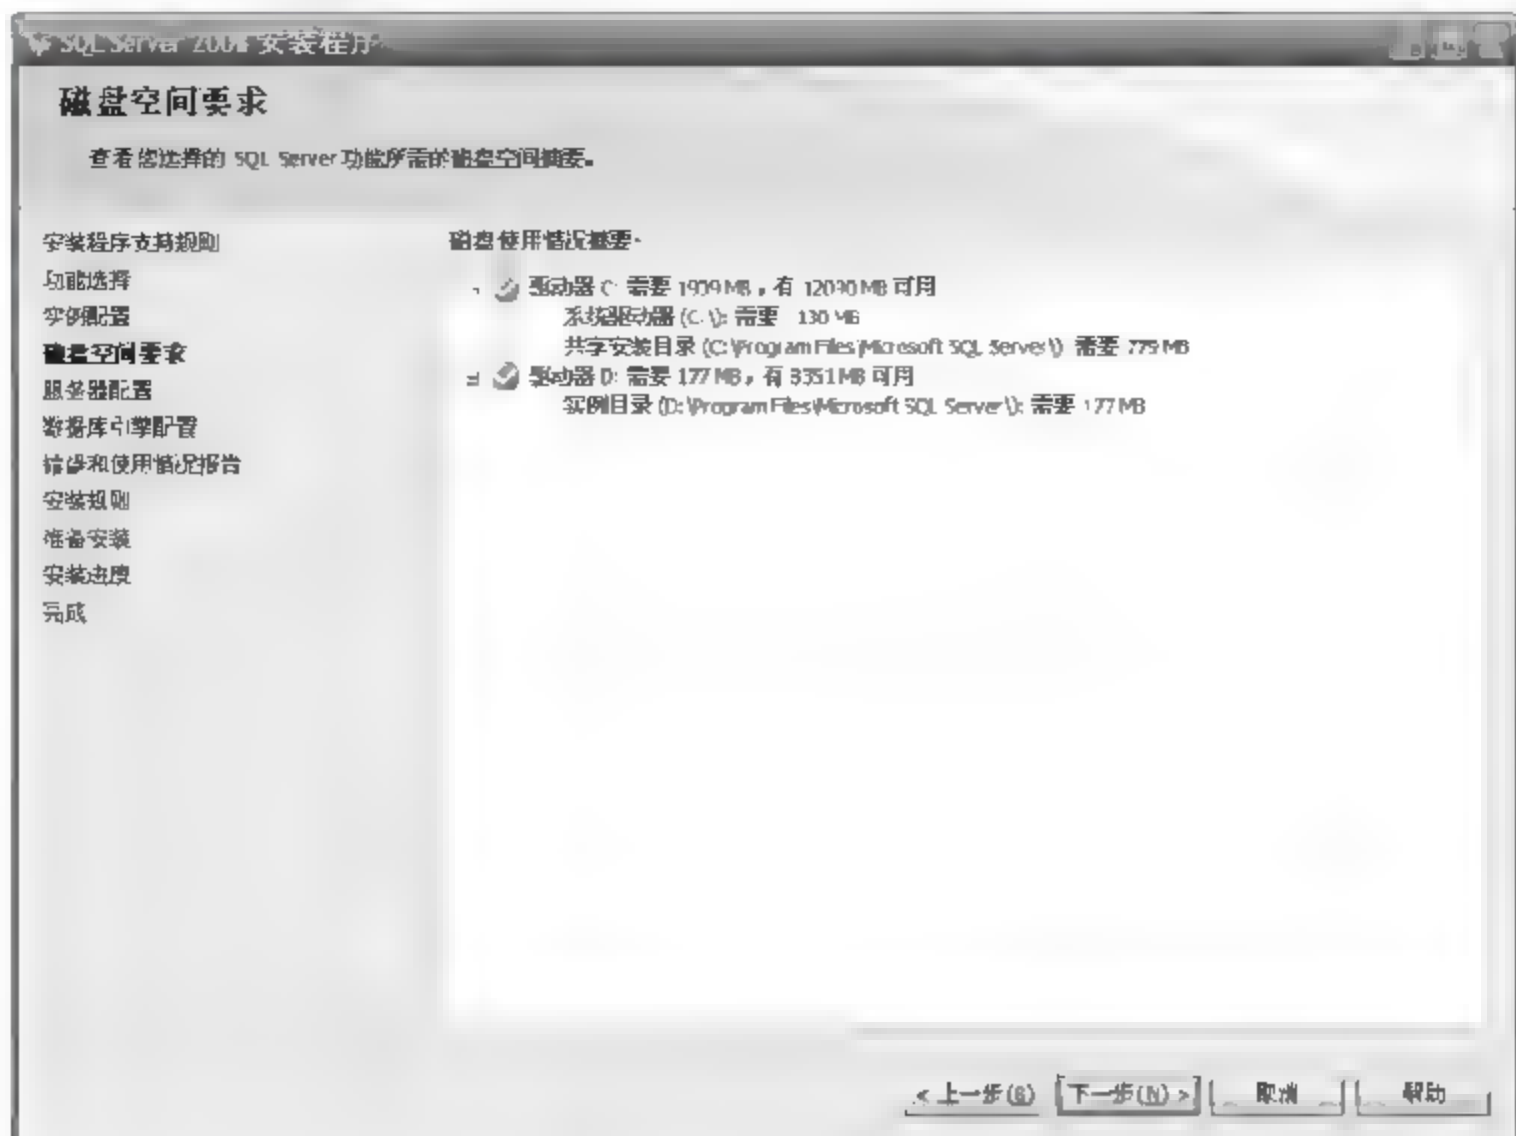 SQL Server 2008 安装程序
磁盘空间要求
查看您选择的 SQL Server 功能所需的磁盘空间摘要。
安装程序支持规则
功能选择
实例配置
磁盘空间要求
服务器配置
数据库引擎配置
错误和使用情况报告
安装规则
准备安装
安装进度
完成
磁盘使用情况摘要:
驱动器 C: 需要 1909 MB，有 12090 MB 可用
系统驱动器 (C:\): 需要 1130 MB
共享安装目录 (C:\Program Files\Microsoft SQL Server\): 需要 779 MB
驱动器 D: 需要 177 MB，有 8351 MB 可用
实例目录 (D:\Program Files\Microsoft SQL Server\): 需要 177 MB
< 上一步(B)
下一步(N) >
取消
帮助